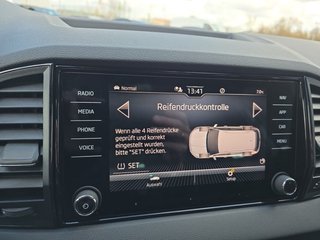 Normal
13:41
RADIO
MEDIA
PHONE
VOICE
Reifendruckkontrolle
Wenn alle 4 Reifendrücke
geprüft und korrekt
eingestellt wurden,
bitte "SET" drücken.
SET
Auswahl
Setup
NAV
APP
CAR
MENU